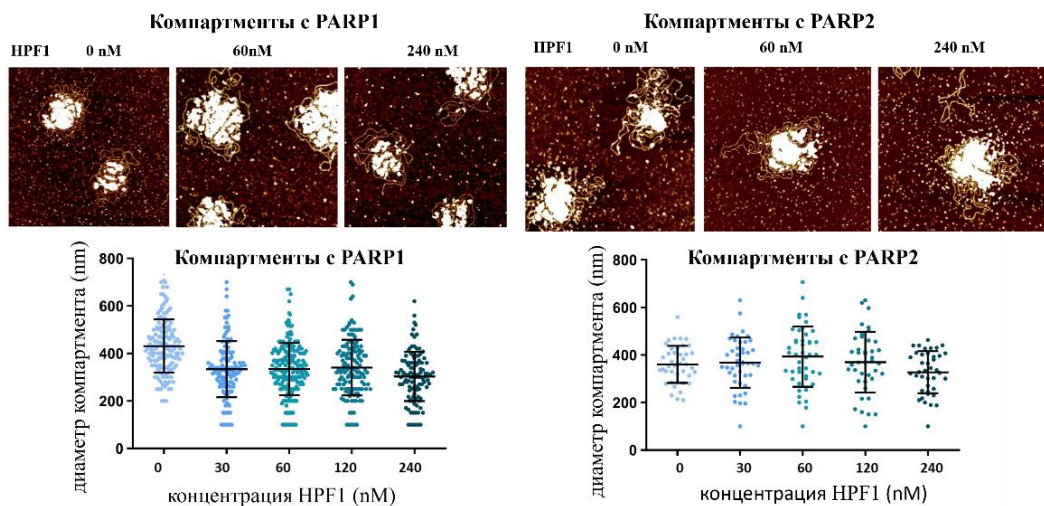 Компартменты с PARP1
HPF1 0 nM 60nM 240 nM
Компартменты с PARP2
HPF1 0 nM 60 nM 240 nM
Компартменты с PARP1
диаметр компартмента (nm)
800
600
400
200
0
0 30 60 120 240
концентрация HPF1 (nM)
Компартменты с PARP2
диаметр компартмента (nm)
800
600
400
200
0
0 30 60 120 240
концентрация HPF1 (nM)